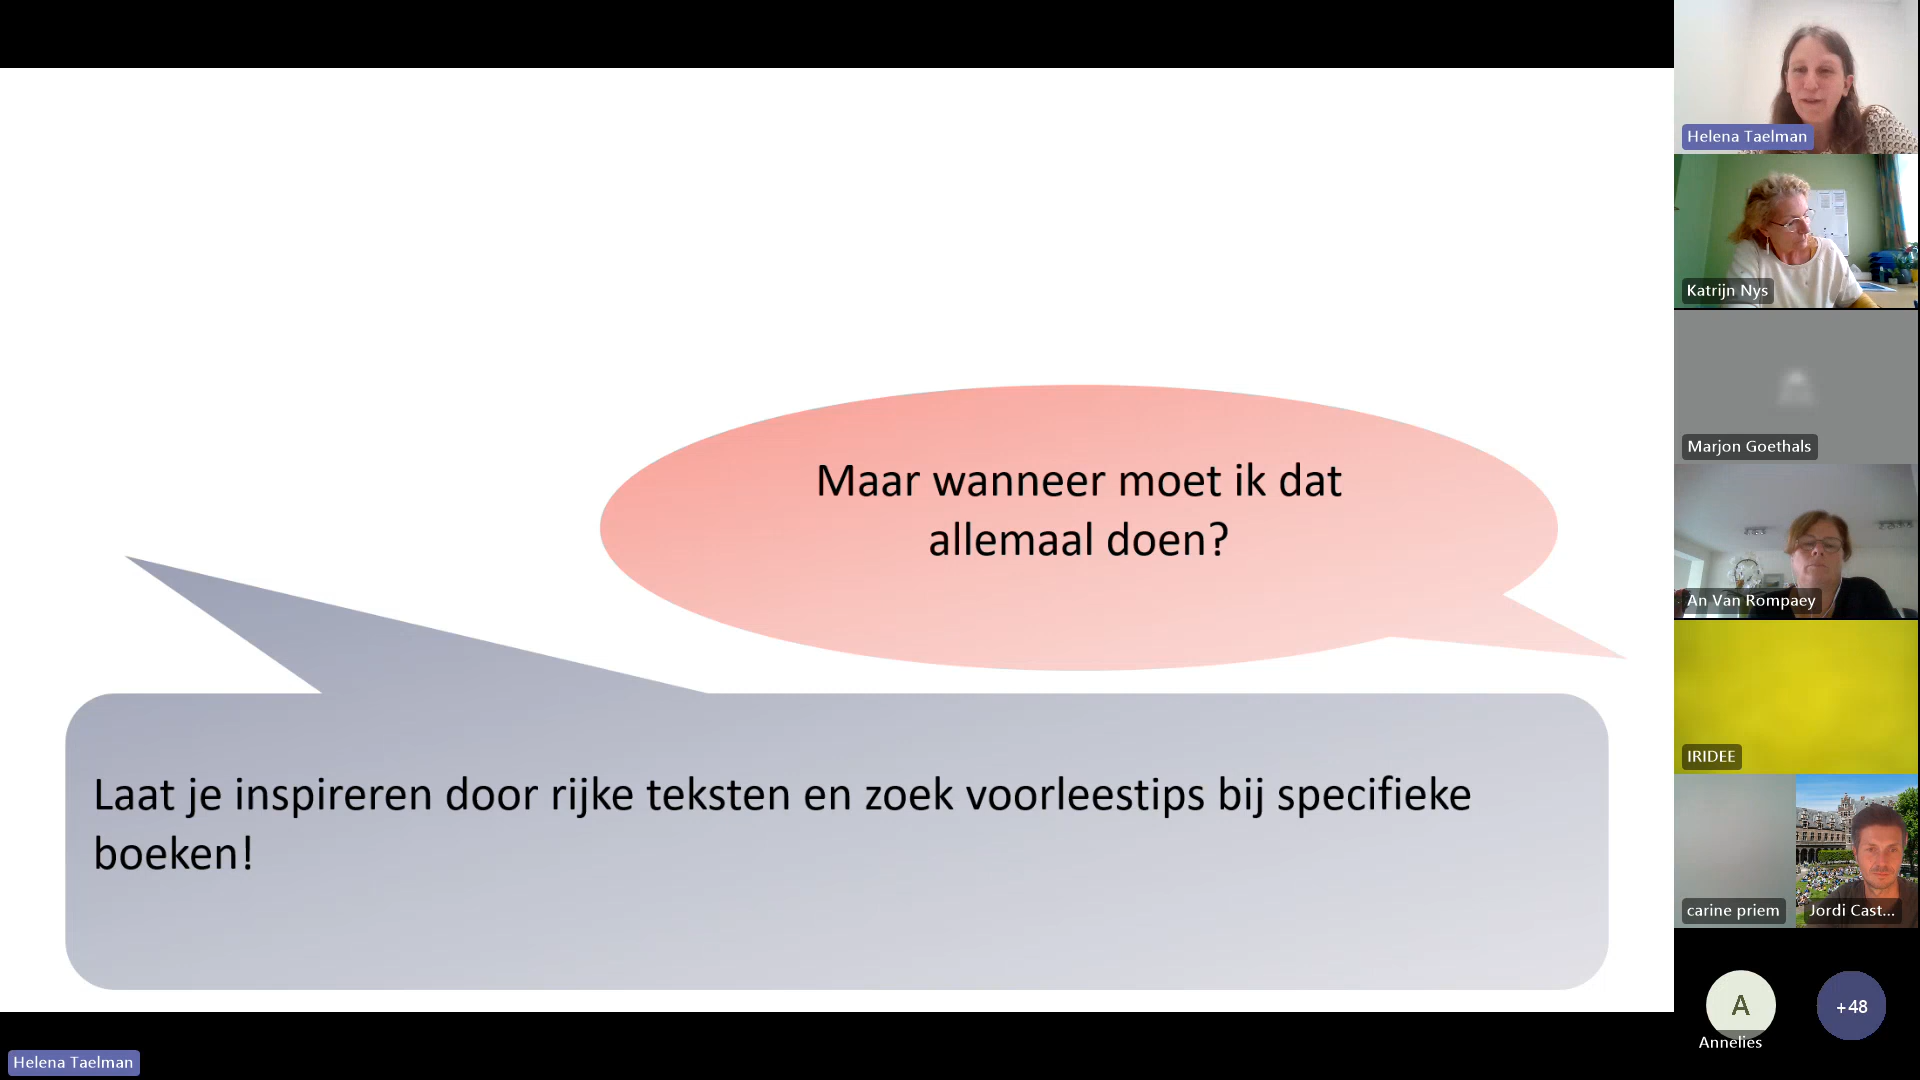 Maar wanneer moet ik dat
allemaal doen?
Laat je inspireren door rijke teksten en zoek voorleestips bij specifieke
boeken!
Helena Taelman
Helena Taelman
Katrijn Nys
Marjon Goethals
An Van Rompaey
IRIDEE
carine priem
Jordi Cast...
A
Annelies
+48